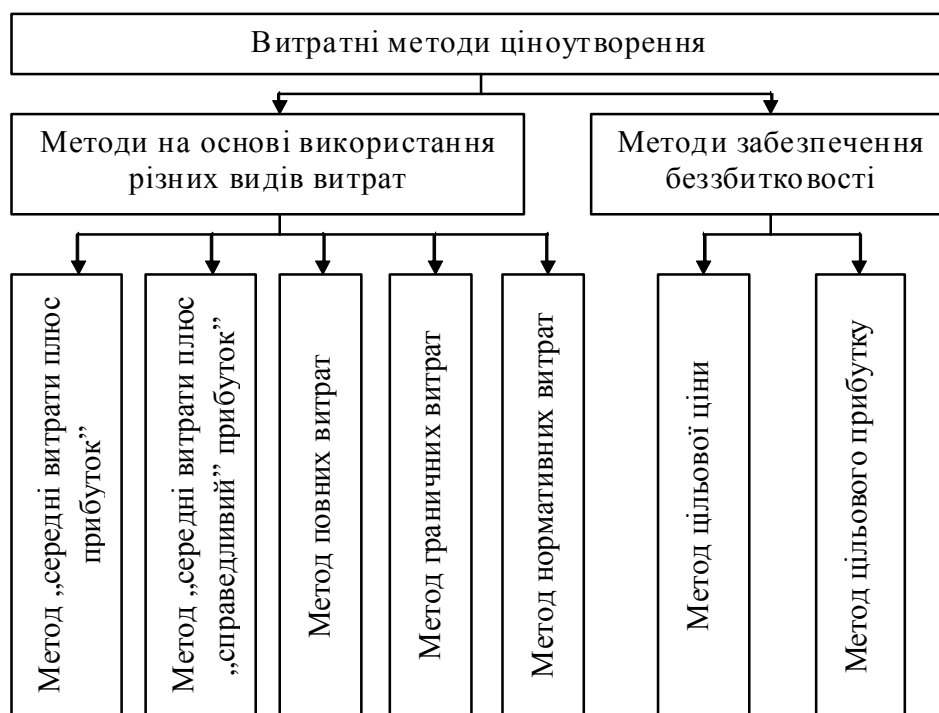 Витратні методи ціноутворення
Методи на основі використання
різних видів витрат
Методи забезпечення
беззбитковості
Метод „середні витрати плюс
прибуток”
Метод „середні витрати плюс
„справедливий” прибуток”
Метод повних витрат
Метод граничних витрат
Метод нормативних витрат
Метод цільової ціни
Метод цільового прибутку